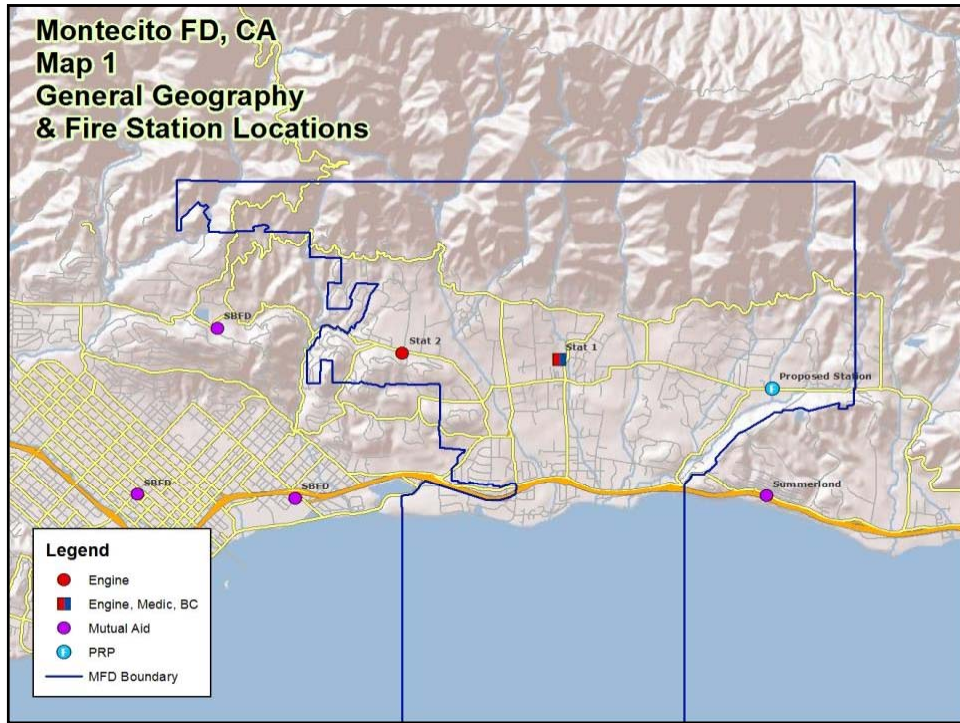 Montecito FD, CA
Map 1
General Geography
& Fire Station Locations
SBFD
Stat 2
Stat 1
Proposed Station
F
SBFD
SBFD
Summerland
Legend
Engine
Engine, Medic, BC
Mutual Aid
F PRP
MFD Boundary